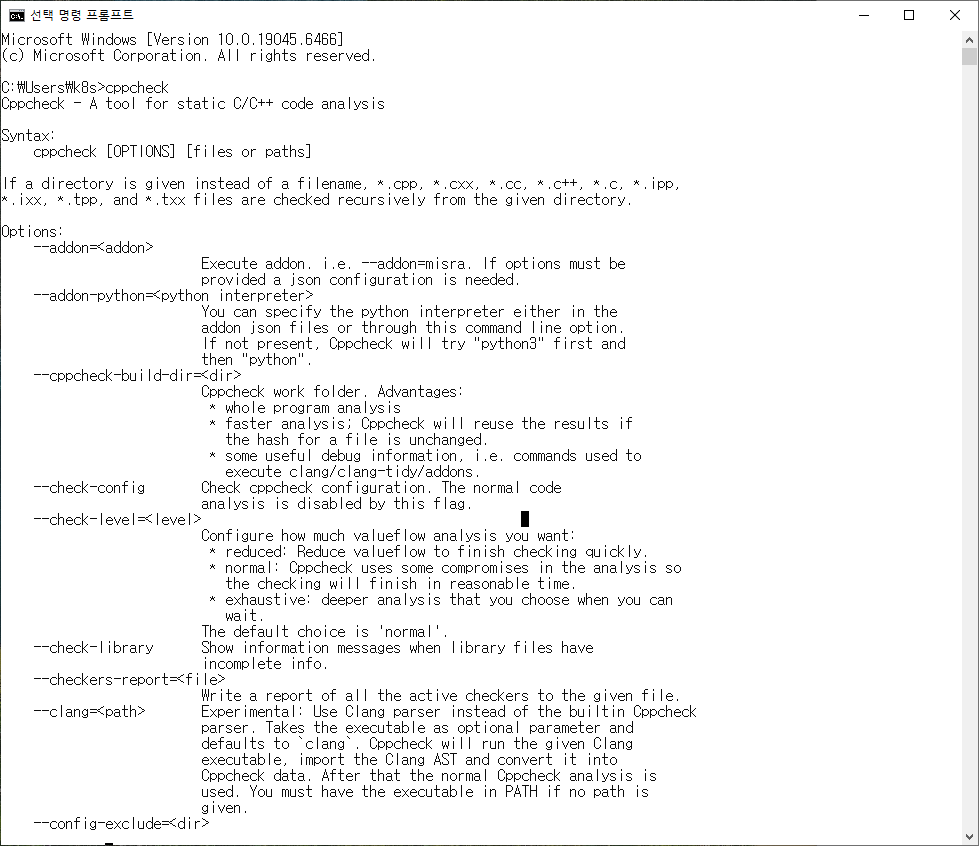 선택 명령 프롬프트
Microsoft Windows [Version 10.0.19045.6466]
(c) Microsoft Corporation. All rights reserved.

C:₩Users₩k8s>cppcheck
Cppcheck - A tool for static C/C++ code analysis

Syntax:
    cppcheck [OPTIONS] [files or paths]

If a directory is given instead of a filename, *.cpp, *.cxx, *.cc, *.c++, *.c, *.ipp,
*.ixx, *.tpp, and *.txx files are checked recursively from the given directory.

Options:
    --addon=<addon>
                         Execute addon. i.e. --addon=misra. If options must be
                         provided a json configuration is needed.
    --addon-python=<python interpreter>
                         You can specify the python interpreter either in the
                         addon json files or through this command line option.
                         If not present, Cppcheck will try "python3" first and
                         then "python".
    --cppcheck-build-dir=<dir>
                         Cppcheck work folder. Advantages:
                          * whole program analysis
                          * faster analysis; Cppcheck will reuse the results if
                            the hash for a file is unchanged.
                          * some useful debug information, i.e. commands used to
                            execute clang/clang-tidy/addons.
    --check-config       Check cppcheck configuration. The normal code
                         analysis is disabled by this flag.
    --check-level=<level>
                         Configure how much valueflow analysis you want:
                          * reduced: Reduce valueflow to finish checking quickly.
                          * normal: Cppcheck uses some compromises in the analysis so
                            the checking will finish in reasonable time.
                          * exhaustive: deeper analysis that you choose when you can
                            wait.
                         The default choice is 'normal'.
    --check-library      Show information messages when library files have
                         incomplete info.
    --checkers-report=<file>
                         Write a report of all the active checkers to the given file.
    --clang=<path>       Experimental: Use Clang parser instead of the builtin Cppcheck
                         parser. Takes the executable as optional parameter and
                         defaults to `clang`. Cppcheck will run the given Clang
                         executable, import the Clang AST and convert it into
                         Cppcheck data. After that the normal Cppcheck analysis is
                         used. You must have the executable in PATH if no path is
                         given.
    --config-exclude=<dir>